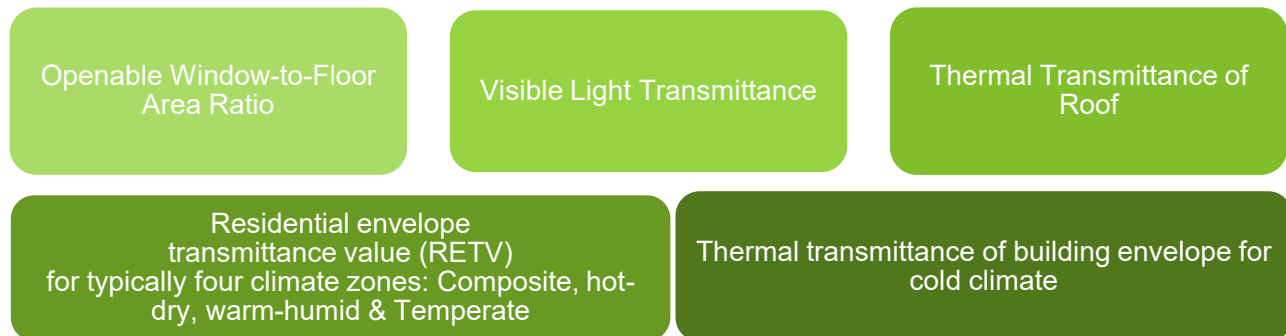 Openable Window-to-Floor
Area Ratio
Visible Light Transmittance
Thermal Transmittance of
Roof
Residential envelope
transmittance value (RETV)
for typically four climate zones: Composite, hot-
dry, warm-humid & Temperate
Thermal transmittance of building envelope for
cold climate